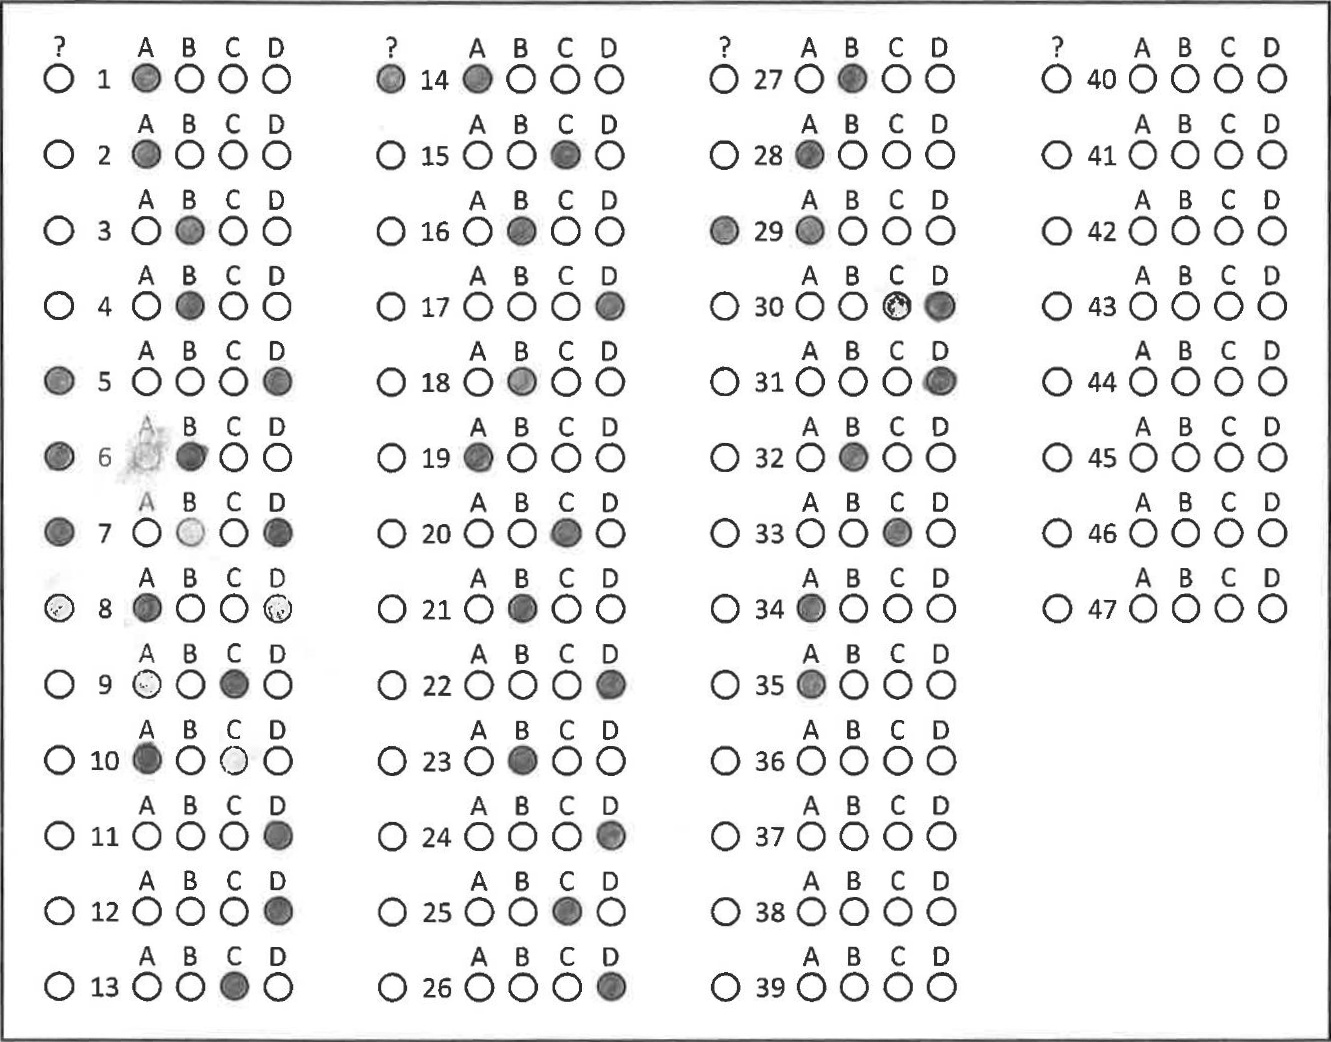 ? A B C D
1
A B C D
2
A B C D
3
A B C D
4
A B C D
5
A B C D
6
A B C D
7
A B C D
8
A B C D
9
A B C D
10
A B C D
11
A B C D
12
A B C D
13
? A B C D
14
A B C D
15
A B C D
16
A B C D
17
A B C D
18
A B C D
19
A B C D
20
A B C D
21
A B C D
22
A B C D
23
A B C D
24
A B C D
25
A B C D
26
? A B C D
27
A B C D
28
A B C D
29
A B C D
30
A B C D
31
A B C D
32
A B C D
33
A B C D
34
A B C D
35
A B C D
36
A B C D
37
A B C D
38
A B C D
39
? A B C D
40
A B C D
41
A B C D
42
A B C D
43
A B C D
44
A B C D
45
A B C D
46
A B C D
47